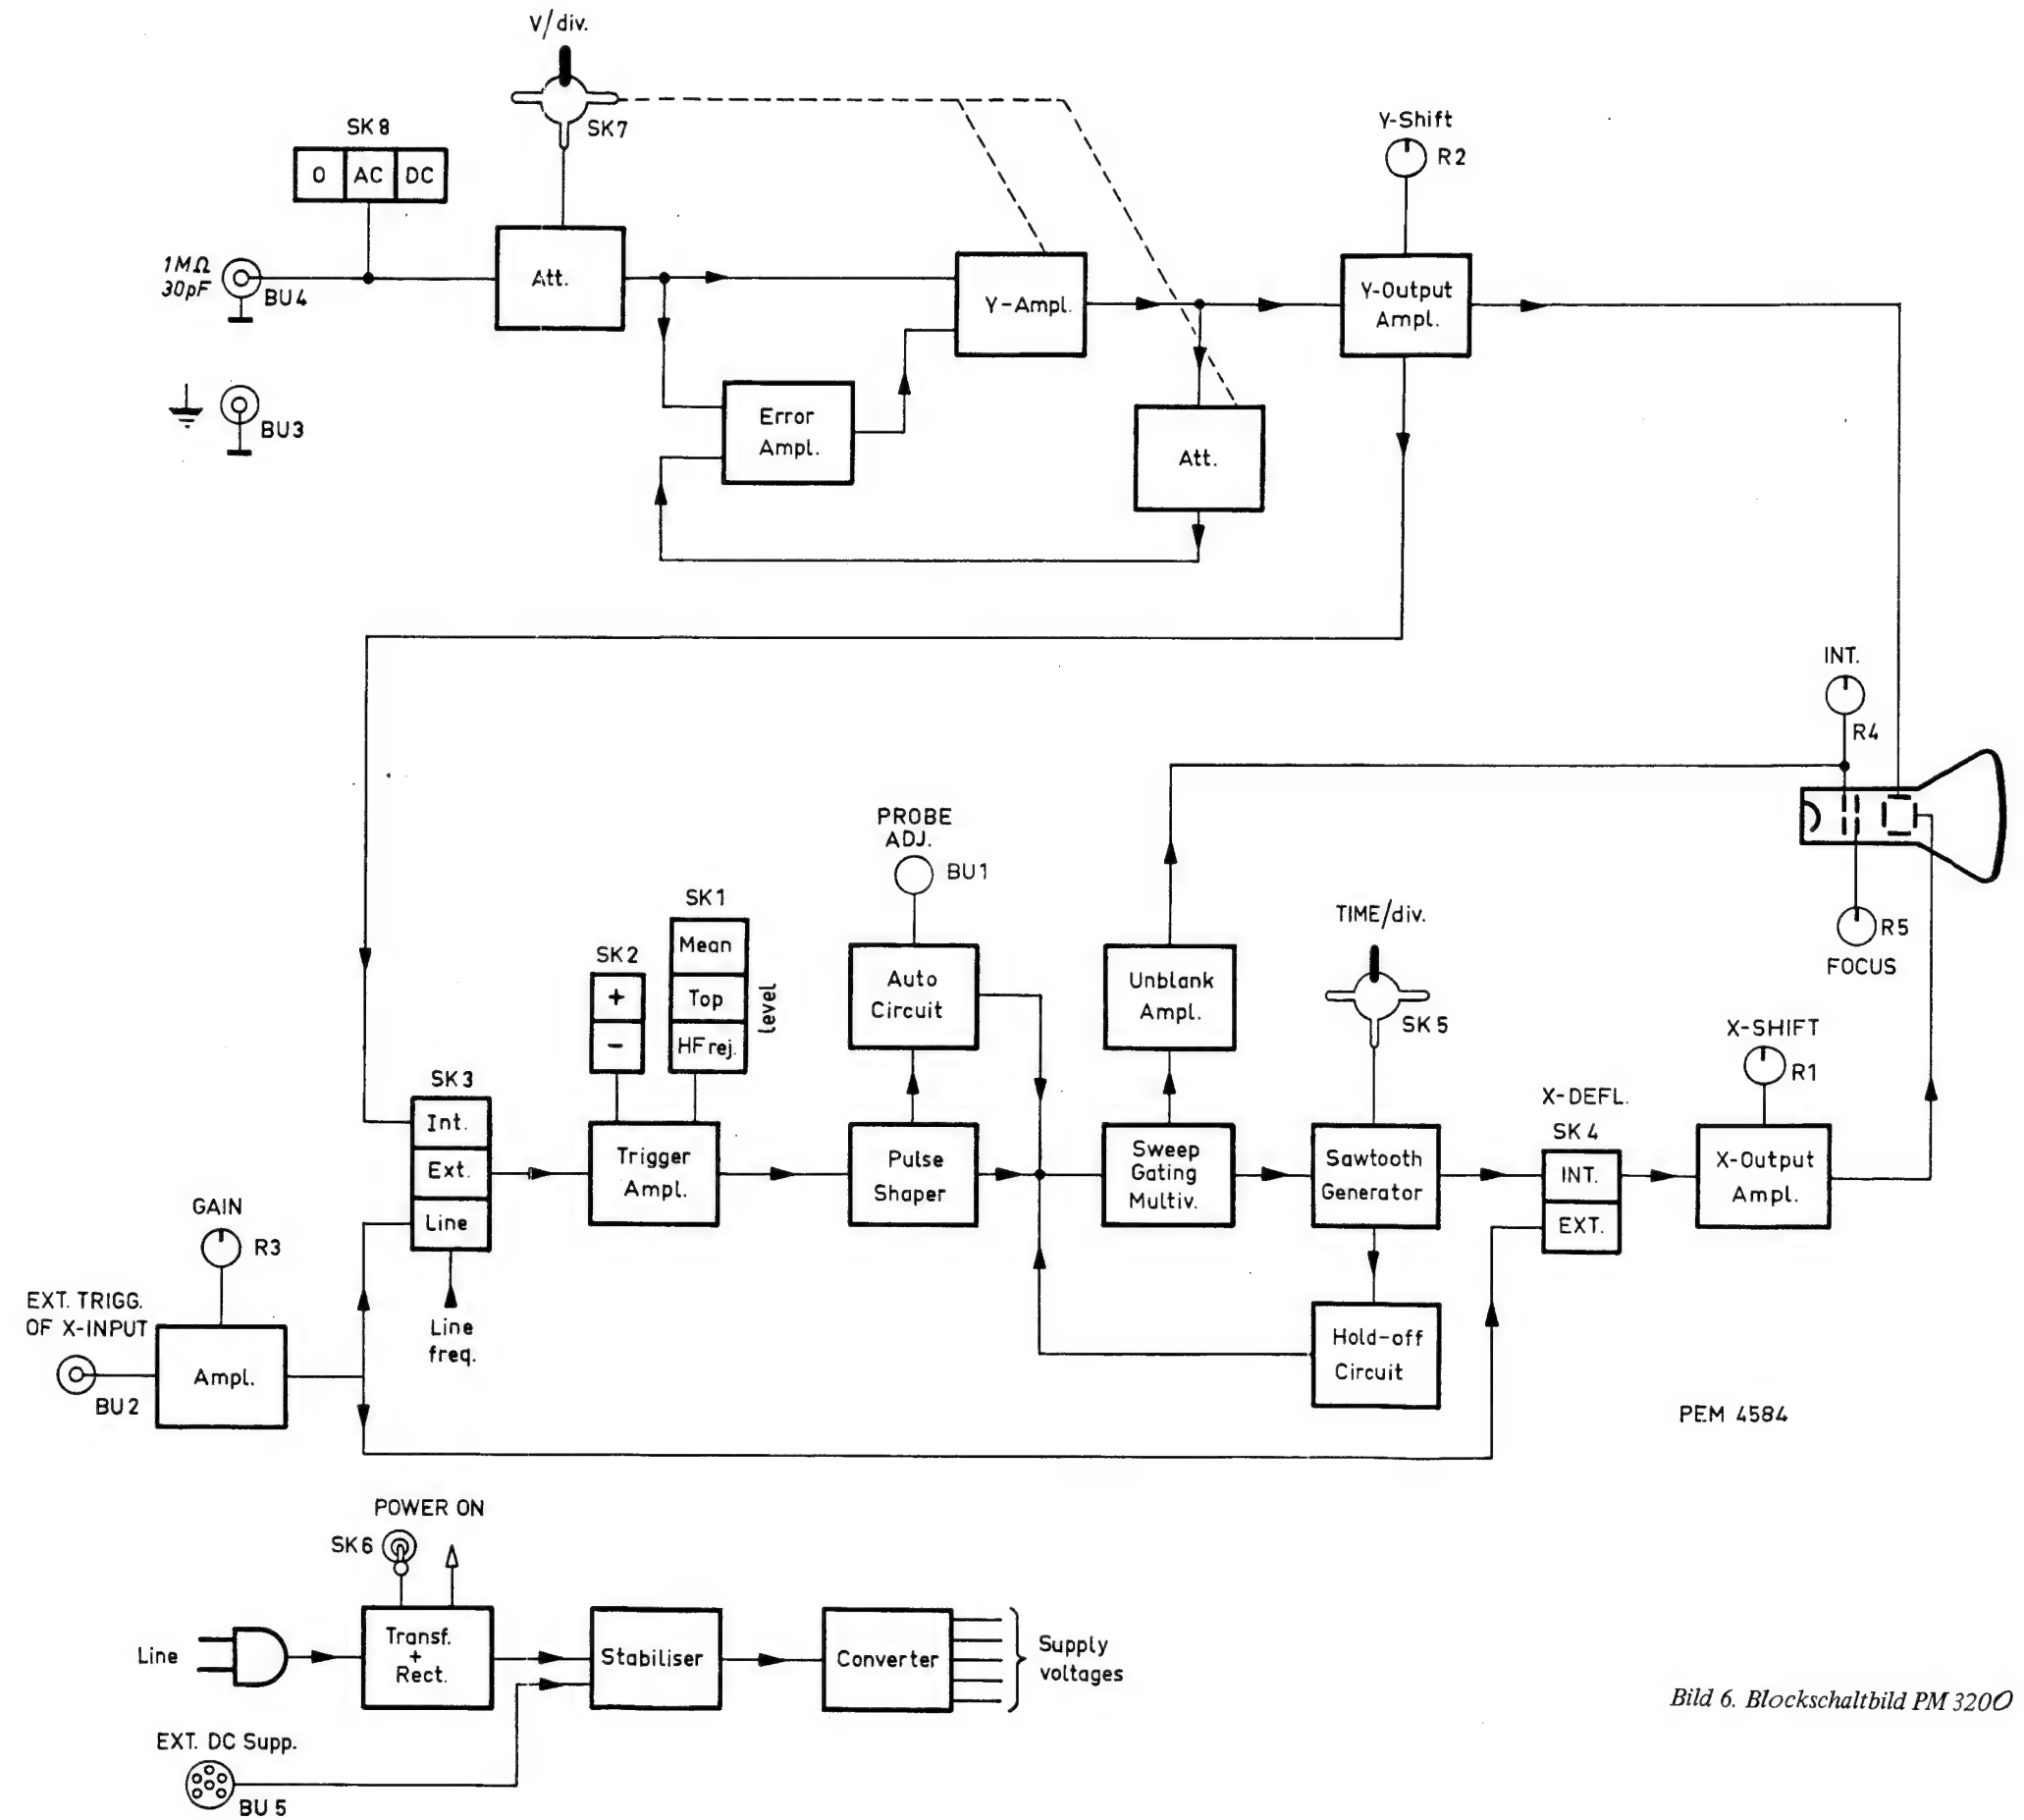 V/div.
SK7
SK8
O AC DC
1MΩ
30pF
BU4
Att.
Y-Ampl.
Y-Shift
R2
Y-Output
Ampl.
BU3
Error
Ampl.
Att.
INT.
R4
R5
FOCUS
PROBE
ADJ.
BU1
SK1
Mean
Top
HF rej.
level
SK2
+
-
Auto
Circuit
Unblank
Ampl.
TIME/div.
SK5
X-SHIFT
R1
SK3
Int.
Ext.
Line
Trigger
Ampl.
Pulse
Shaper
Sweep
Gating
Multiv.
Sawtooth
Generator
X-DEFL.
SK4
INT.
EXT.
X-Output
Ampl.
GAIN
R3
EXT. TRIGG.
OF X-INPUT
BU2
Ampl.
Line
freq.
Hold-off
Circuit
PEM 4584
POWER ON
SK6
Line
Transf.
+
Rect.
Stabiliser
Converter
Supply
voltages
EXT. DC Supp.
BU5
Bild 6. Blockschaltbild PM 3200